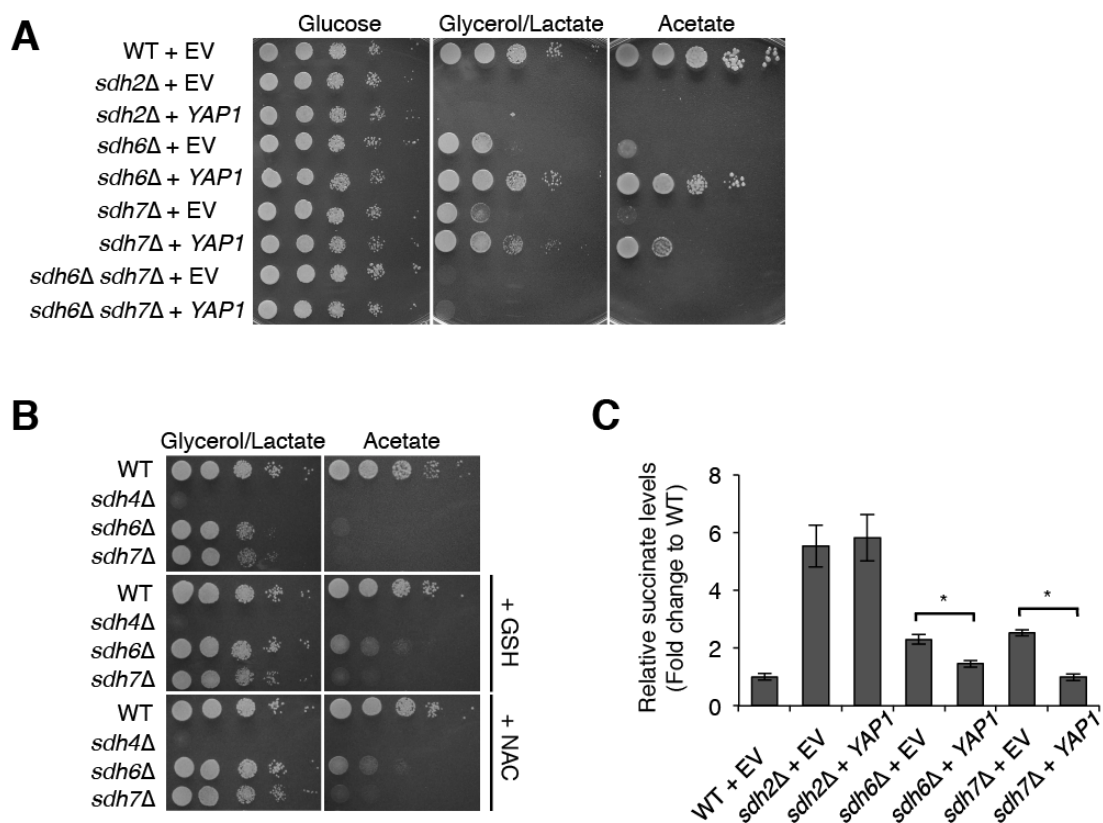 A
Glucose Glycerol/Lactate Acetate
WT + EV
sdh2Δ + EV
sdh2Δ + YAP1
sdh6Δ + EV
sdh6Δ + YAP1
sdh7Δ + EV
sdh7Δ + YAP1
sdh6Δ sdh7Δ + EV
sdh6Δ sdh7Δ + YAP1
B
Glycerol/Lactate Acetate
WT
sdh4Δ
sdh6Δ
sdh7Δ
WT
sdh4Δ
sdh6Δ
sdh7Δ
+ GSH
WT
sdh4Δ
sdh6Δ
sdh7Δ
+ NAC
C
Relative succinate levels
(Fold change to WT)
8
6
4
2
0
*
*
WT + EV
sdh2Δ + EV
sdh2Δ + YAP1
sdh6Δ + EV
sdh6Δ + YAP1
sdh7Δ + EV
sdh7Δ + YAP1